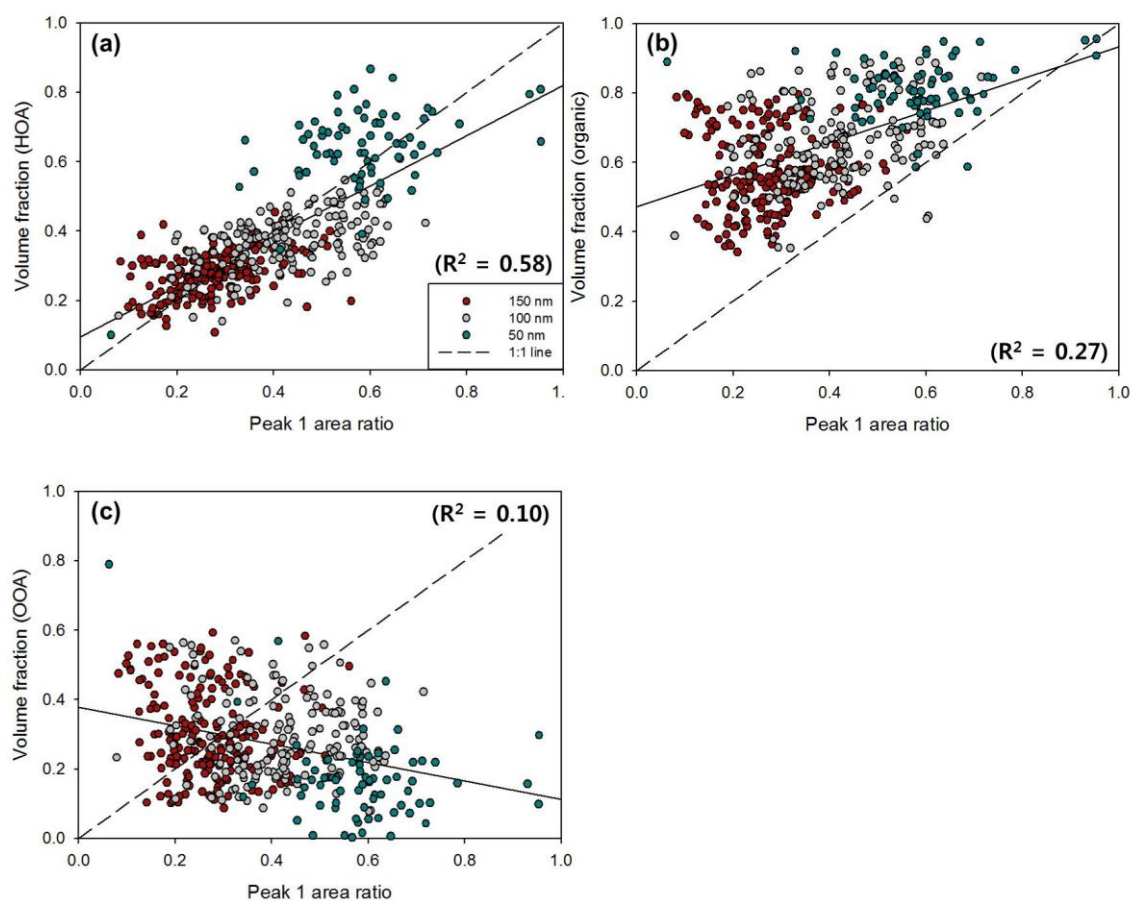 (a)
1.0
0.8
0.6
0.4
0.2
0.0
Volume fraction (HOA)
(R² = 0.58)
150 nm
100 nm
50 nm
1:1 line
0.0 0.2 0.4 0.6 0.8 1.
Peak 1 area ratio
(b)
1.0
0.8
0.6
0.4
0.2
0.0
Volume fraction (organic)
(R² = 0.27)
0.0 0.2 0.4 0.6 0.8 1.0
Peak 1 area ratio
(c)
(R² = 0.10)
1.0
0.8
0.6
0.4
0.2
0.0
Volume fraction (OOA)
0.0 0.2 0.4 0.6 0.8 1.0
Peak 1 area ratio